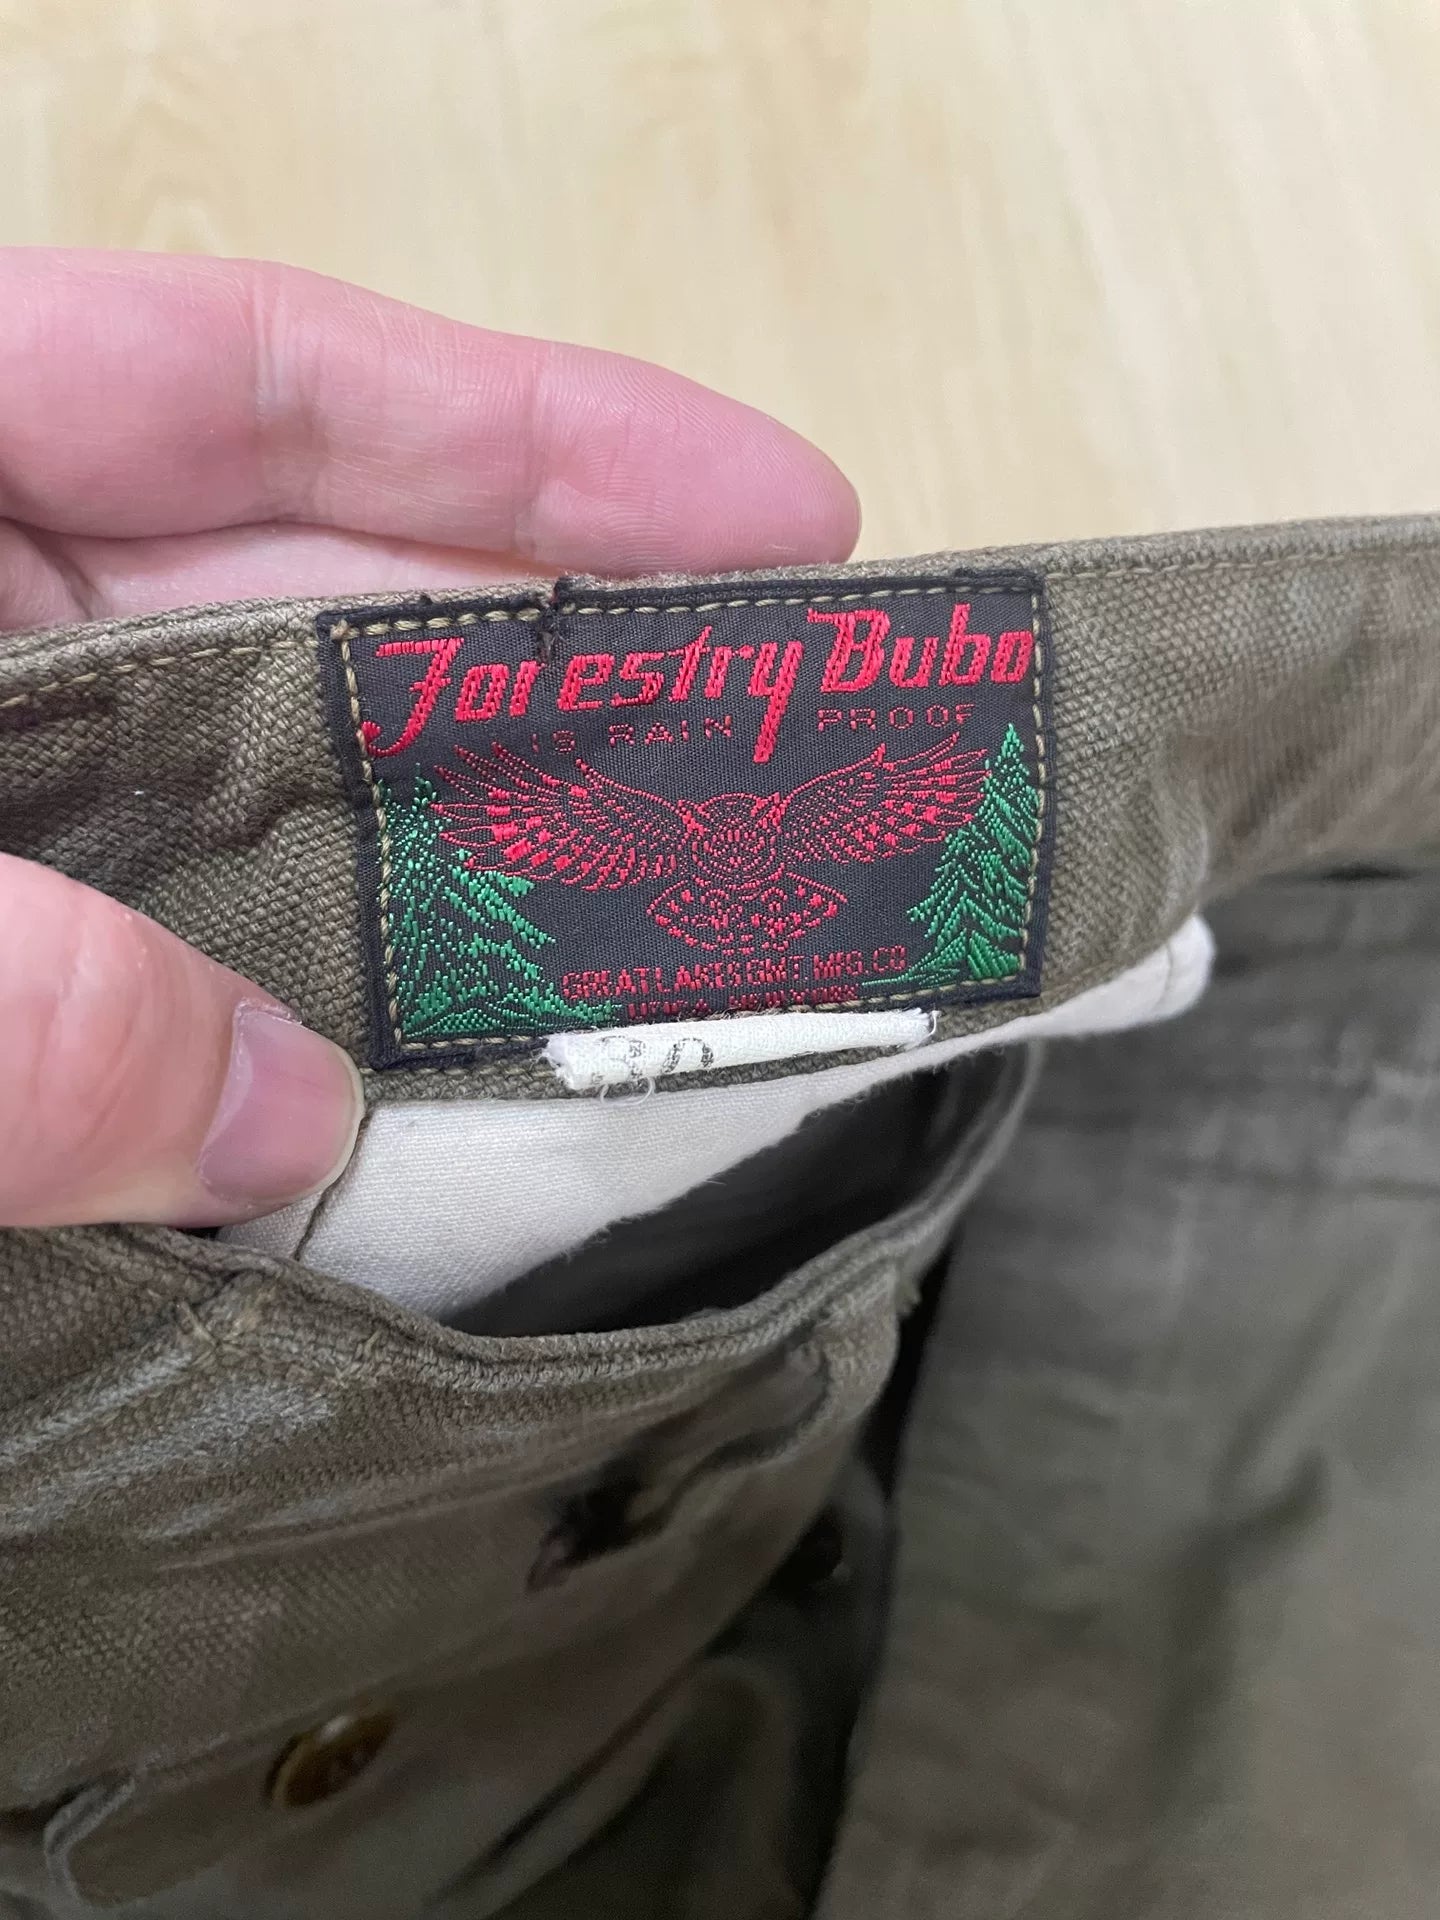 Forestry Bubo
IS RAIN PROOF
GREAT LAKES GMT. MFG. CO